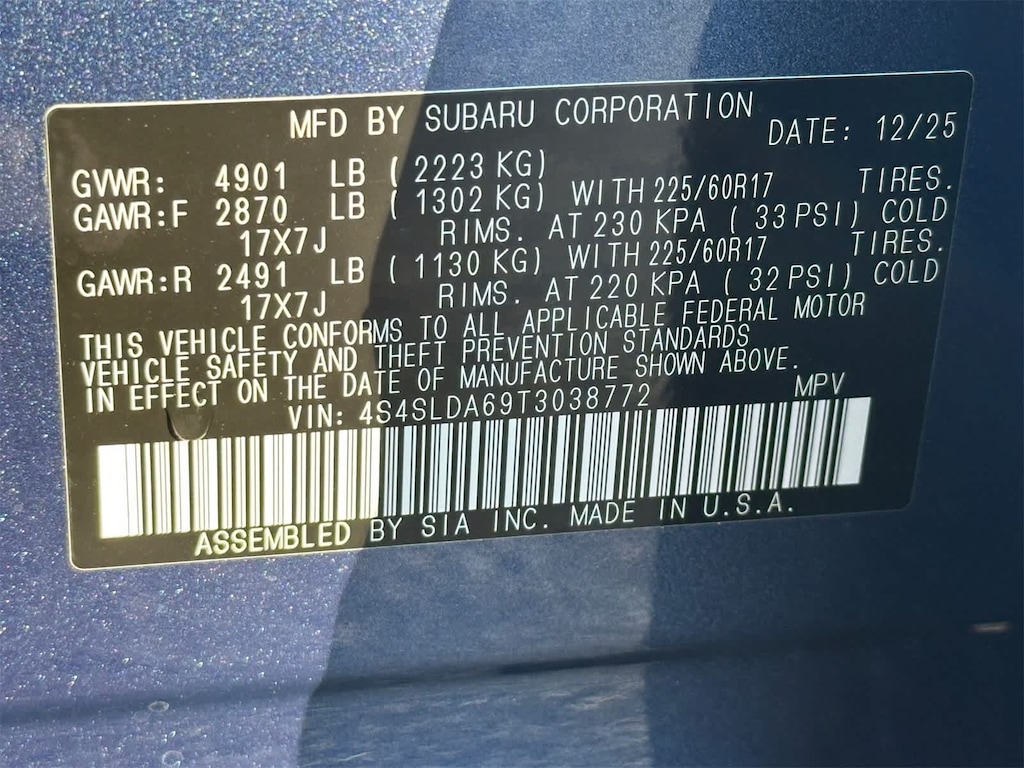 MFD BY SUBARU CORPORATION DATE: 12/25
GVWR: 4901 LB ( 2223 KG)
GAWR:F 2870 LB ( 1302 KG) WITH 225/60R17 TIRES.
17X7J RIMS. AT 230 KPA ( 33 PSI) COLD
GAWR:R 2491 LB ( 1130 KG) WITH 225/60R17 TIRES.
17X7J RIMS. AT 220 KPA ( 32 PSI) COLD
THIS VEHICLE CONFORMS TO ALL APPLICABLE FEDERAL MOTOR
VEHICLE SAFETY AND THEFT PREVENTION STANDARDS
IN EFFECT ON THE DATE OF MANUFACTURE SHOWN ABOVE.
VIN: 4S4SLDA69T3038772 MPV
ASSEMBLED BY SIA INC. MADE IN U.S.A.